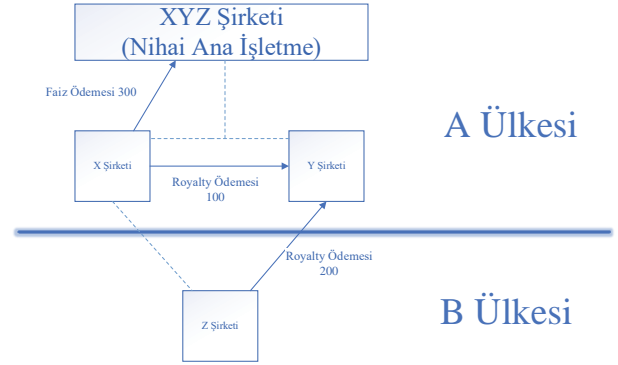 XYZ Şirketi
(Nihai Ana İşletme)
Faiz Ödemesi 300
A Ülkesi
X Şirketi
Y Şirketi
Royalty Ödemesi
100
Royalty Ödemesi
200
Z Şirketi
B Ülkesi